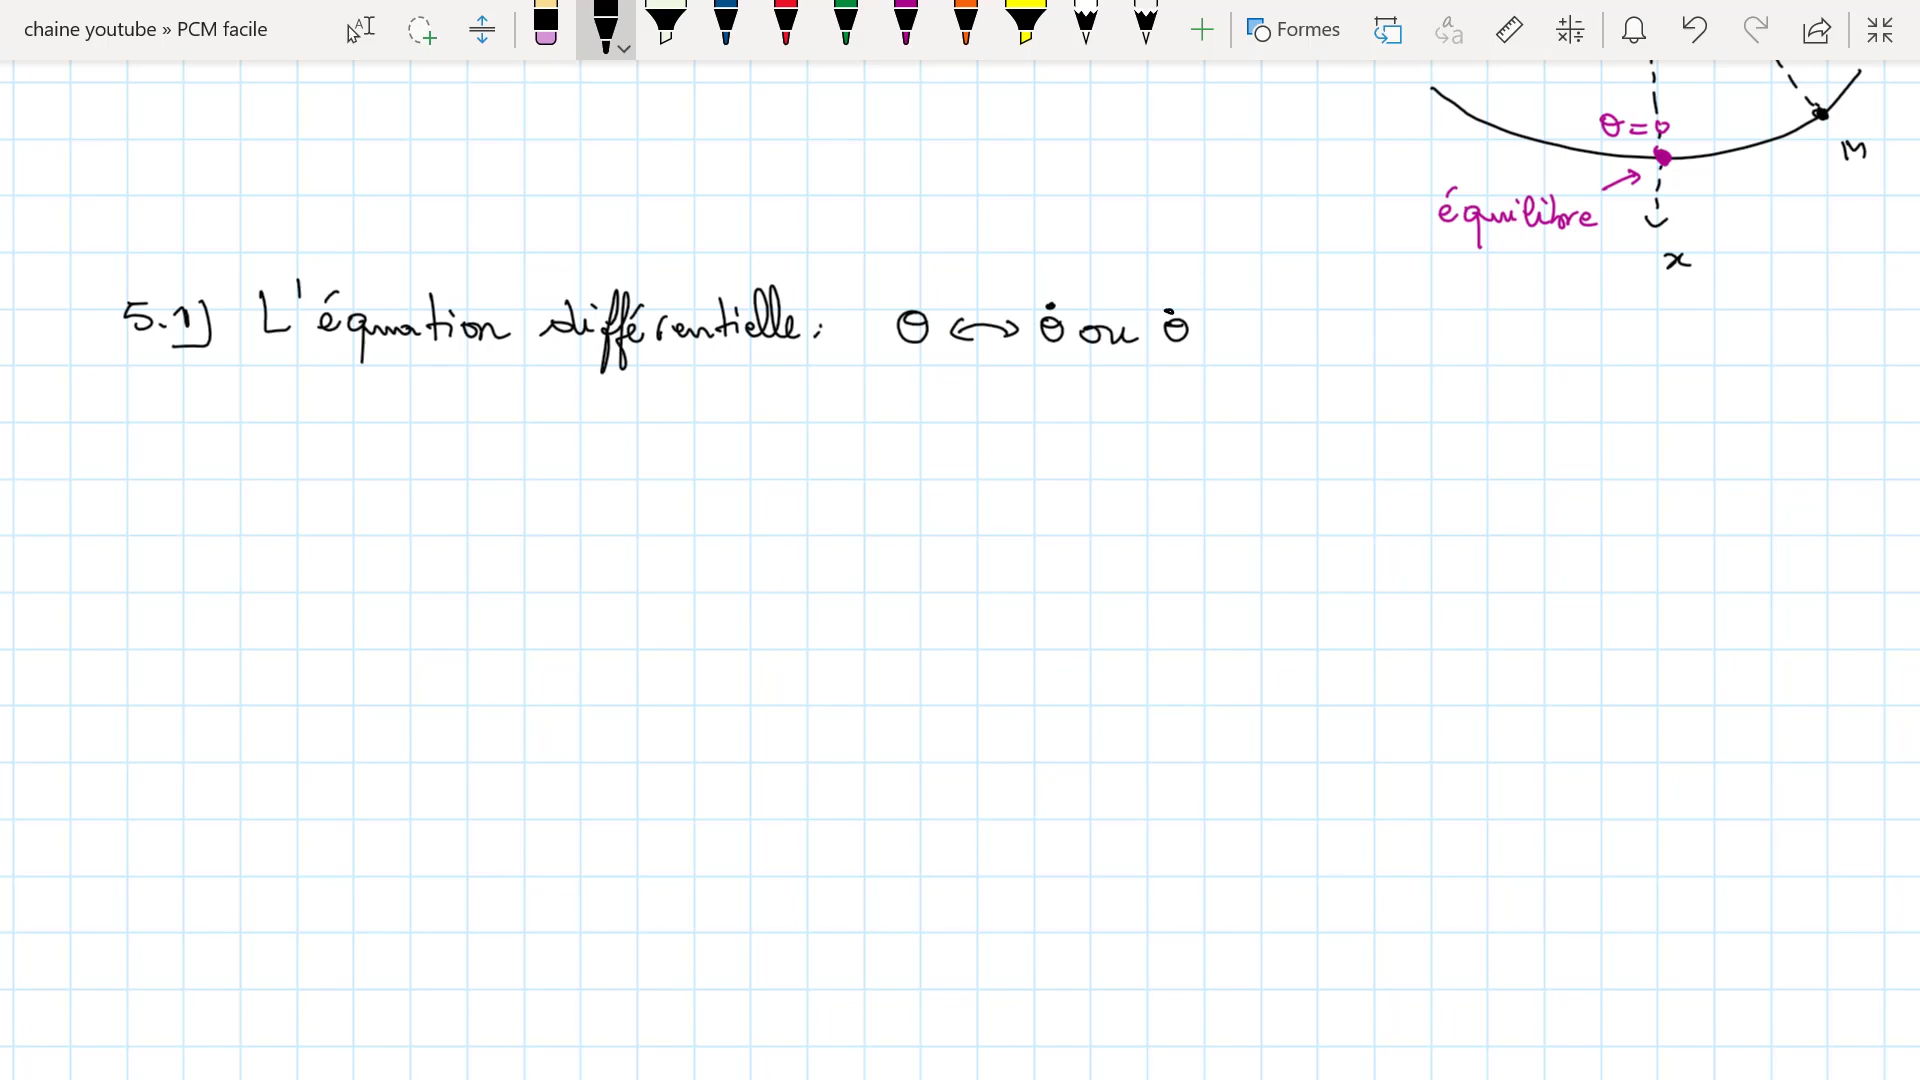 chaine youtube » PCM facile
Formes
θ = 0
M
équilibre
x
5.1) L'équation différentielle : θ ↔ θ̇ ou θ̈